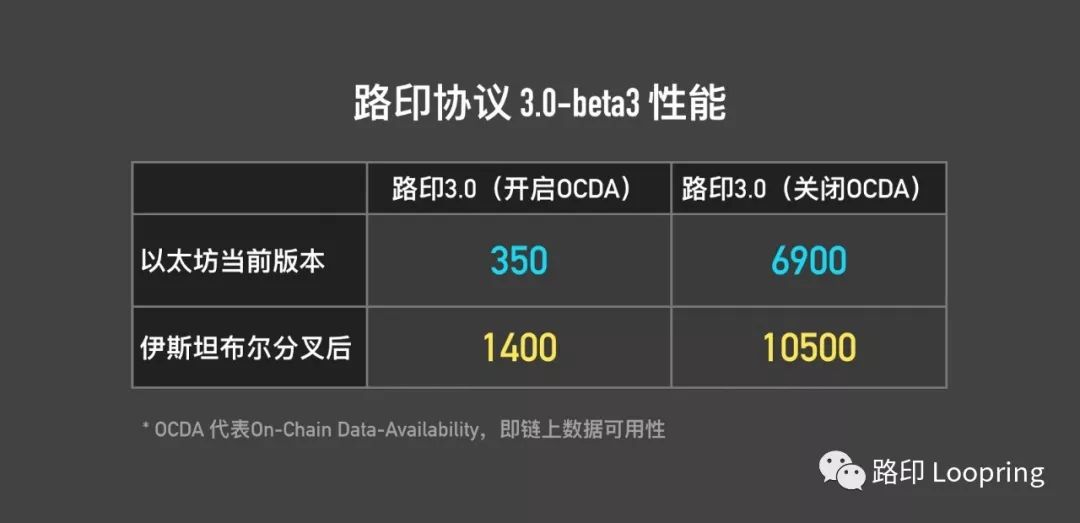 路印协议 3.0-beta3 性能
路印3.0（开启OCDA） 路印3.0（关闭OCDA）
以太坊当前版本 350 6900
伊斯坦布尔分叉后 1400 10500
* OCDA 代表On-Chain Data-Availability，即链上数据可用性
路印 Loopring